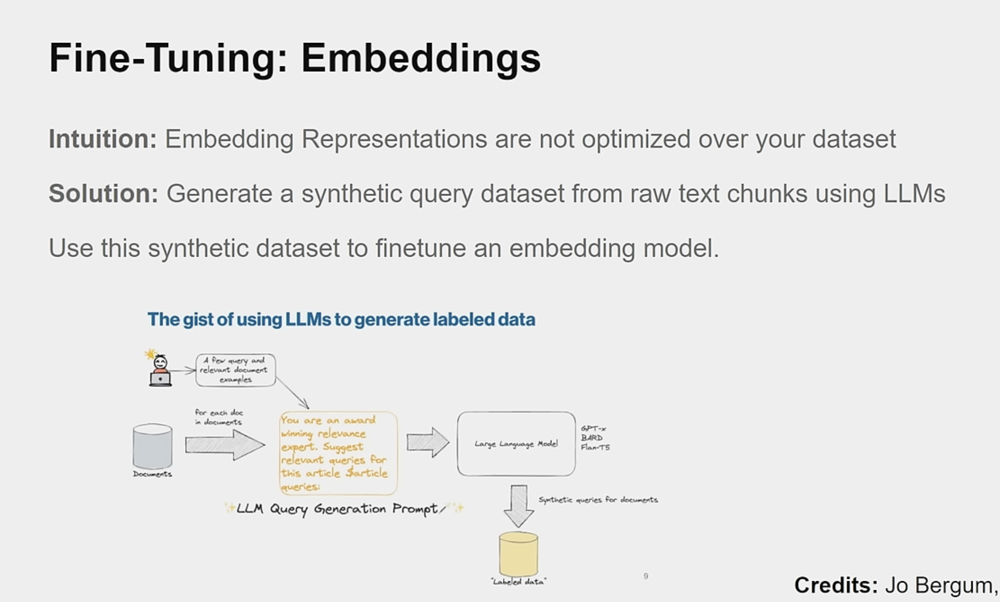 Fine-Tuning: Embeddings
Intuition: Embedding Representations are not optimized over your dataset
Solution: Generate a synthetic query dataset from raw text chunks using LLMs
Use this synthetic dataset to finetune an embedding model.
The gist of using LLMs to generate labeled data
A few query and
relevant document
examples
for each doc
in documents
Documents
You are an award
winning relevance
expert. Suggest
relevant queries for
this article $article
queries:
LLM Query Generation Prompt
Large Language Model
GPT-x
BARD
Flan-T5
Synthetic queries for documents
"Labeled data"
9
Credits: Jo Bergum,